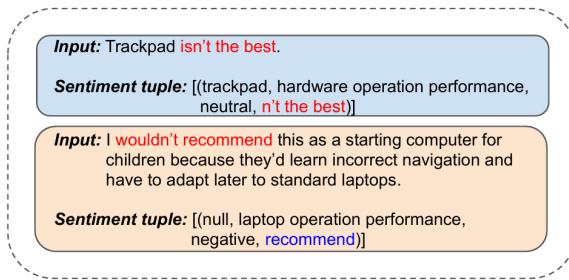 Input: Trackpad isn't the best.
Sentiment tuple: [(trackpad, hardware operation performance,
neutral, n't the best)]
Input: I wouldn't recommend this as a starting computer for
children because they'd learn incorrect navigation and
have to adapt later to standard laptops.
Sentiment tuple: [(null, laptop operation performance,
negative, recommend)]